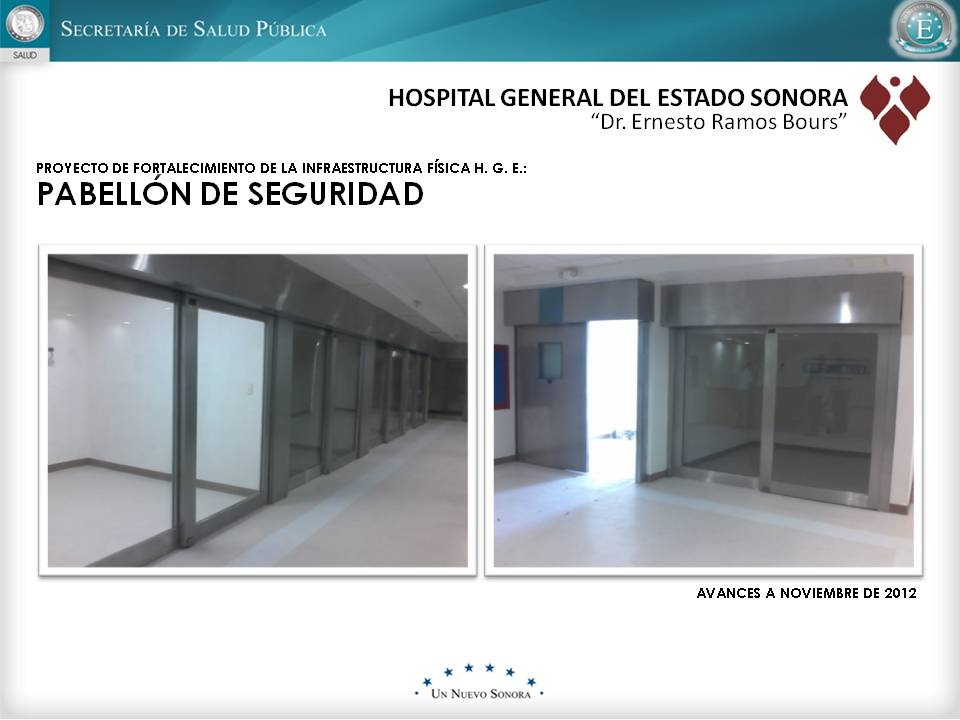 SECRETARÍA DE SALUD PÚBLICA
SALUD
E
HOSPITAL GENERAL DEL ESTADO SONORA
“Dr. Ernesto Ramos Bours”
PROYECTO DE FORTALECIMIENTO DE LA INFRAESTRUCTURA FÍSICA H. G. E.:
PABELLÓN DE SEGURIDAD
AVANCES A NOVIEMBRE DE 2012
UN NUEVO SONORA